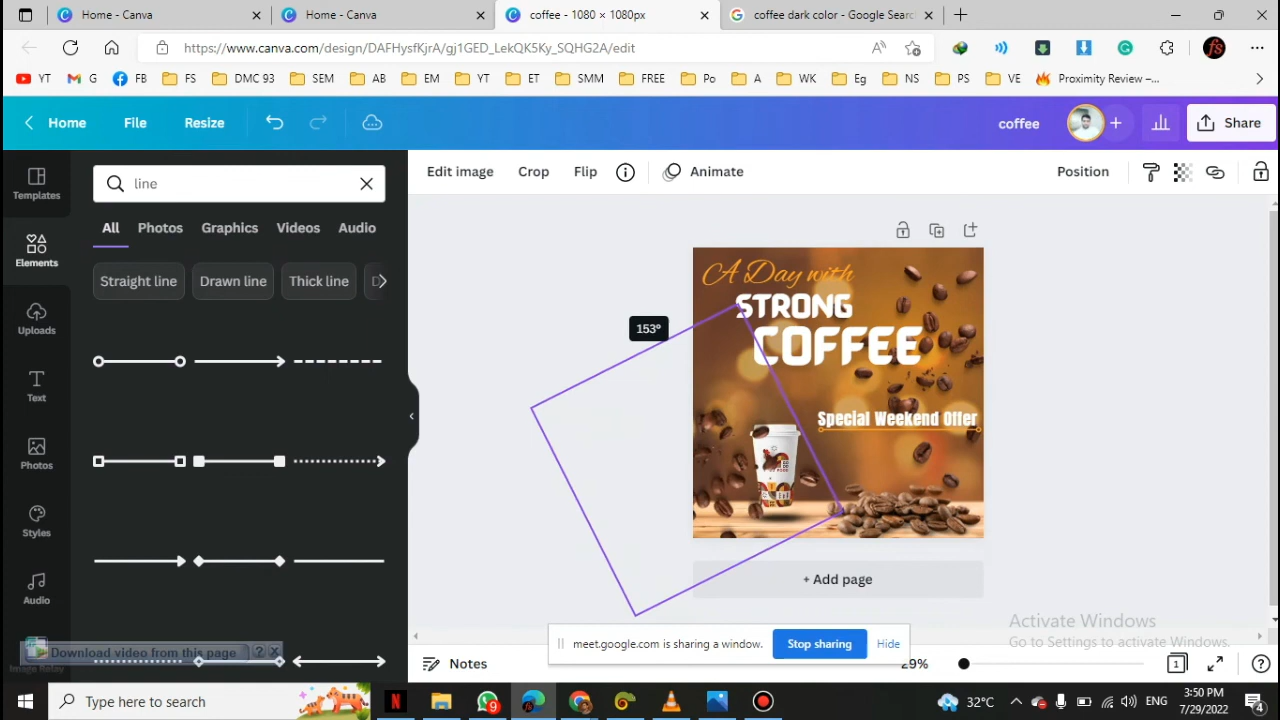 Home - Canva
Home - Canva
coffee - 1080 × 1080px
coffee dark color - Google Searc
https://www.canva.com/design/DAFHysfKjrA/gj1GED_LeRQK5Ky_SQHG2A/edit
YT
G
FB
FS
DMC 93
SEM
AB
EM
YT
ET
SMM
FREE
Po
A
WK
Eg
NS
PS
VE
Proximity Review –...
Home
File
Resize
coffee
Share
Templates
Elements
Uploads
Text
Photos
Styles
Audio
line
All
Photos
Graphics
Videos
Audio
Straight line
Drawn line
Thick line
Edit image
Crop
Flip
Animate
Position
153°
A Day with
STRONG
COFFEE
Special Weekend Offer
+ Add page
Activate Windows
Go to Settings to activate Windows.
meet.google.com is sharing a window.
Stop sharing
Hide
Download video from this page
?
X
Notes
29%
1
Type here to search
9
32°C
ENG
3:50 PM
7/29/2022
4